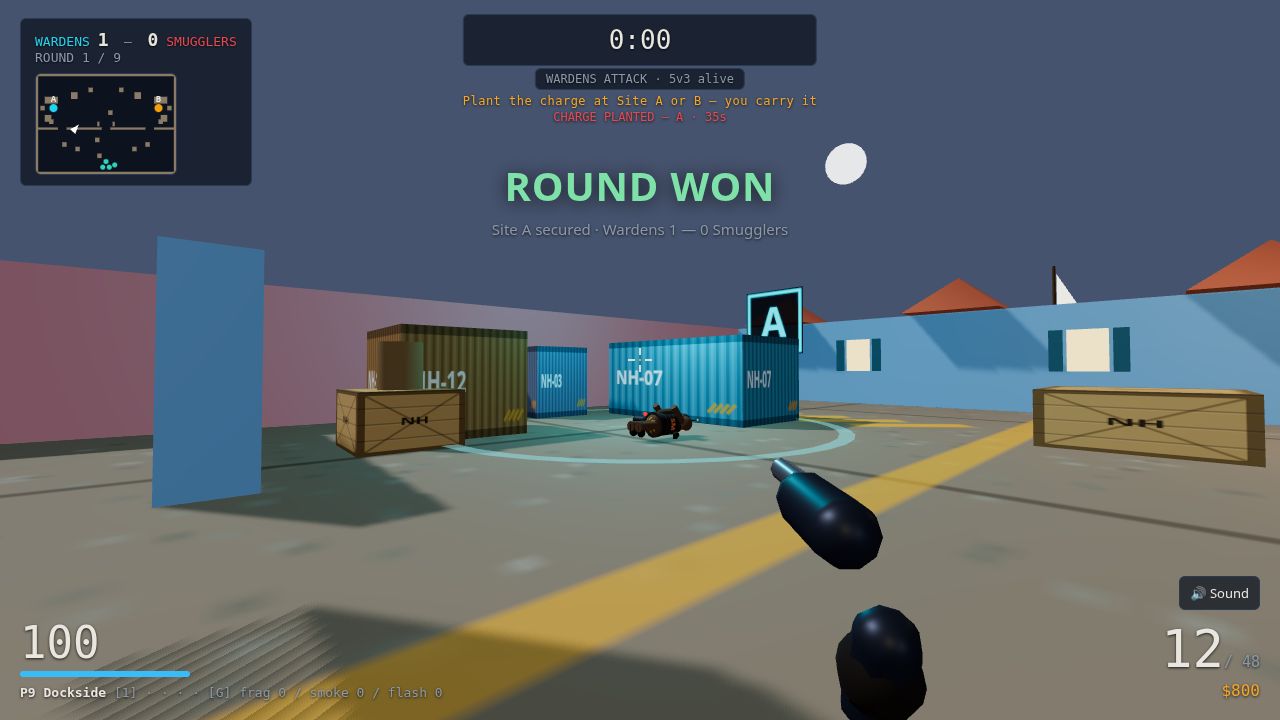 WARDENS 1 — 0 SMUGGLERS
ROUND 1 / 9
A
B
0:00
WARDENS ATTACK · 5v3 alive
Plant the charge at Site A or B — you carry it
CHARGE PLANTED — A · 35s
ROUND WON
Site A secured · Wardens 1 — 0 Smugglers
A
NH-03
NH-07
NH-07
NH
NH
🔊 Sound
100
P9 Dockside [1] · · · · [G] frag 0 / smoke 0 / flash 0
12 / 48
$800